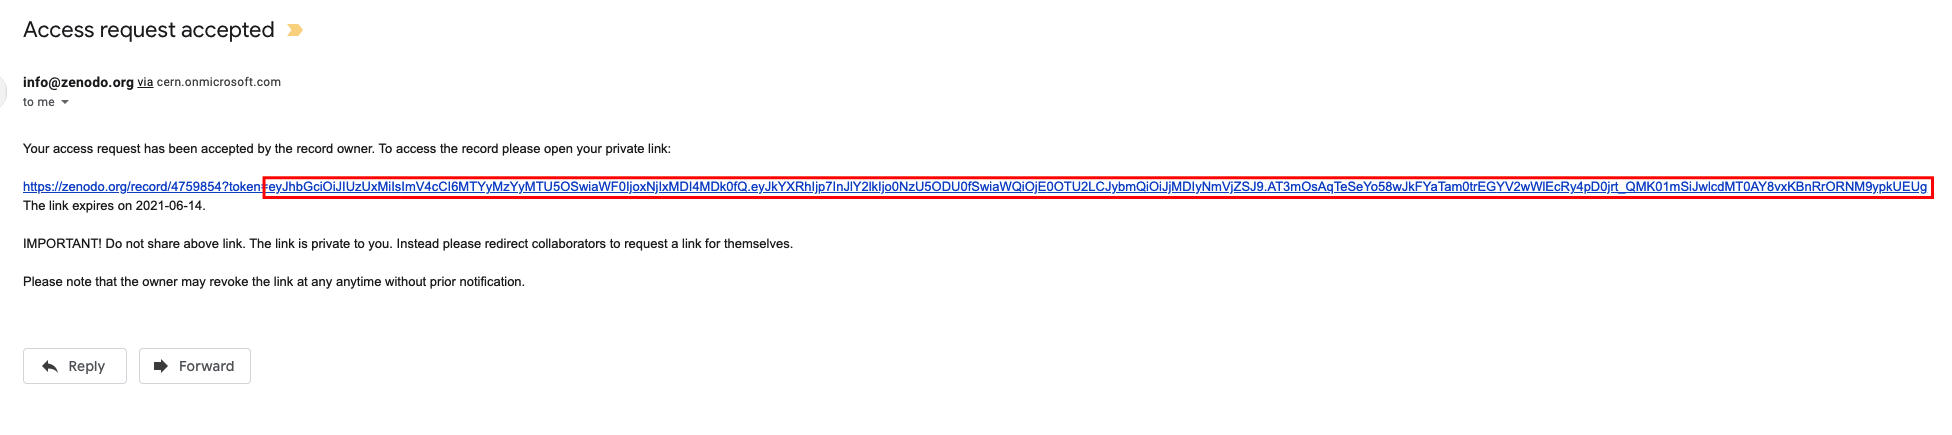 Access request accepted
info@zenodo.org via cern.onmicrosoft.com
to me
Your access request has been accepted by the record owner. To access the record please open your private link:
https://zenodo.org/record/4759854?token=eyJhbGciOiJIUzUxMiIsImV4cCI6MTYyMzYyMTU5OSwiaWF0IjoxNjIxMDI4MDk0fQ.eyJkYXRhIjp7InJlY2lkIjo0NzU5ODU0fSwiaWQiOjE0OTU2LCJybmQiOiJjMDIyNmVjZSJ9.AT3mOsAqTeSeYo58wJkFYaTam0trEGYV2wWlEcRy4pD0jrt_QMK01mSiJwlcdMT0AY8vxKBnRrORNM9ypkUEUg
The link expires on 2021-06-14.
IMPORTANT! Do not share above link. The link is private to you. Instead please redirect collaborators to request a link for themselves.
Please note that the owner may revoke the link at any anytime without prior notification.
Reply
Forward